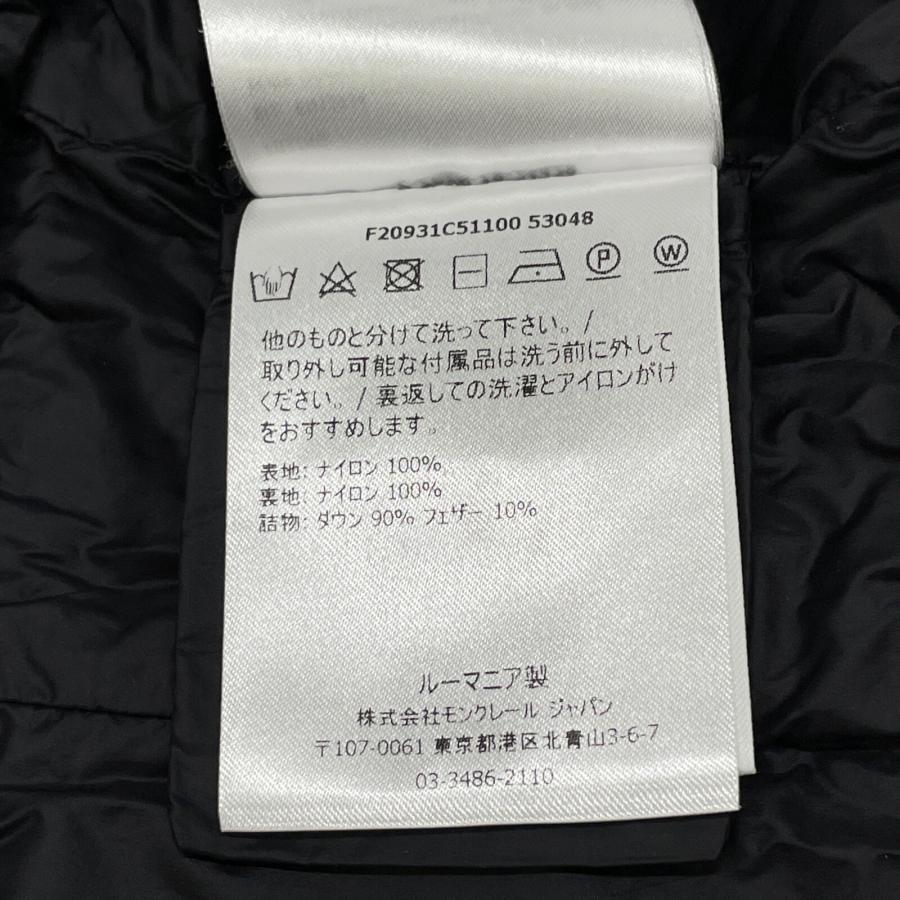 F20931C51100 53048
P W
他のものと分けて洗って下さい。/
取り外し可能な付属品は洗う前に外して
ください。/ 裏返しての洗濯とアイロンがけ
をおすすめします。
表地: ナイロン 100%
裏地: ナイロン 100%
詰物: ダウン 90% フェザー 10%
ルーマニア製
株式会社モンクレール ジャパン
〒107-0061 東京都港区北青山3-6-7
03-3486-2110